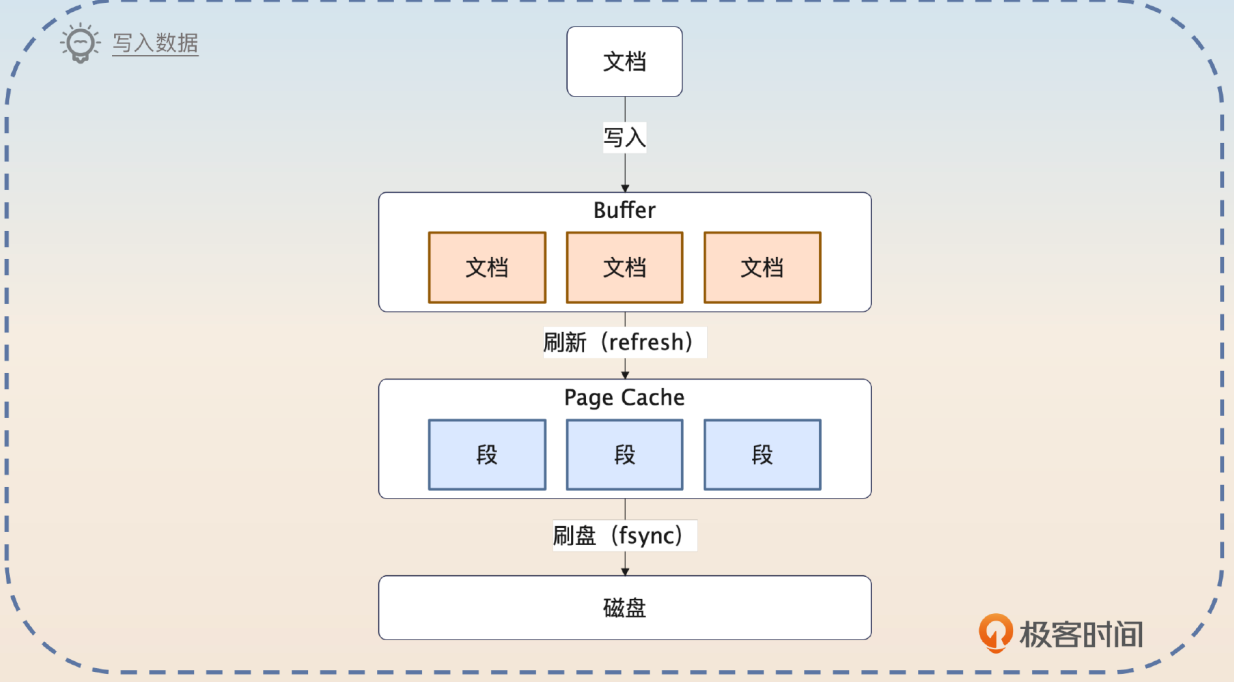 写入数据
文档
写入
Buffer
文档 文档 文档
刷新（refresh）
Page Cache
段 段 段
刷盘（fsync）
磁盘
极客时间